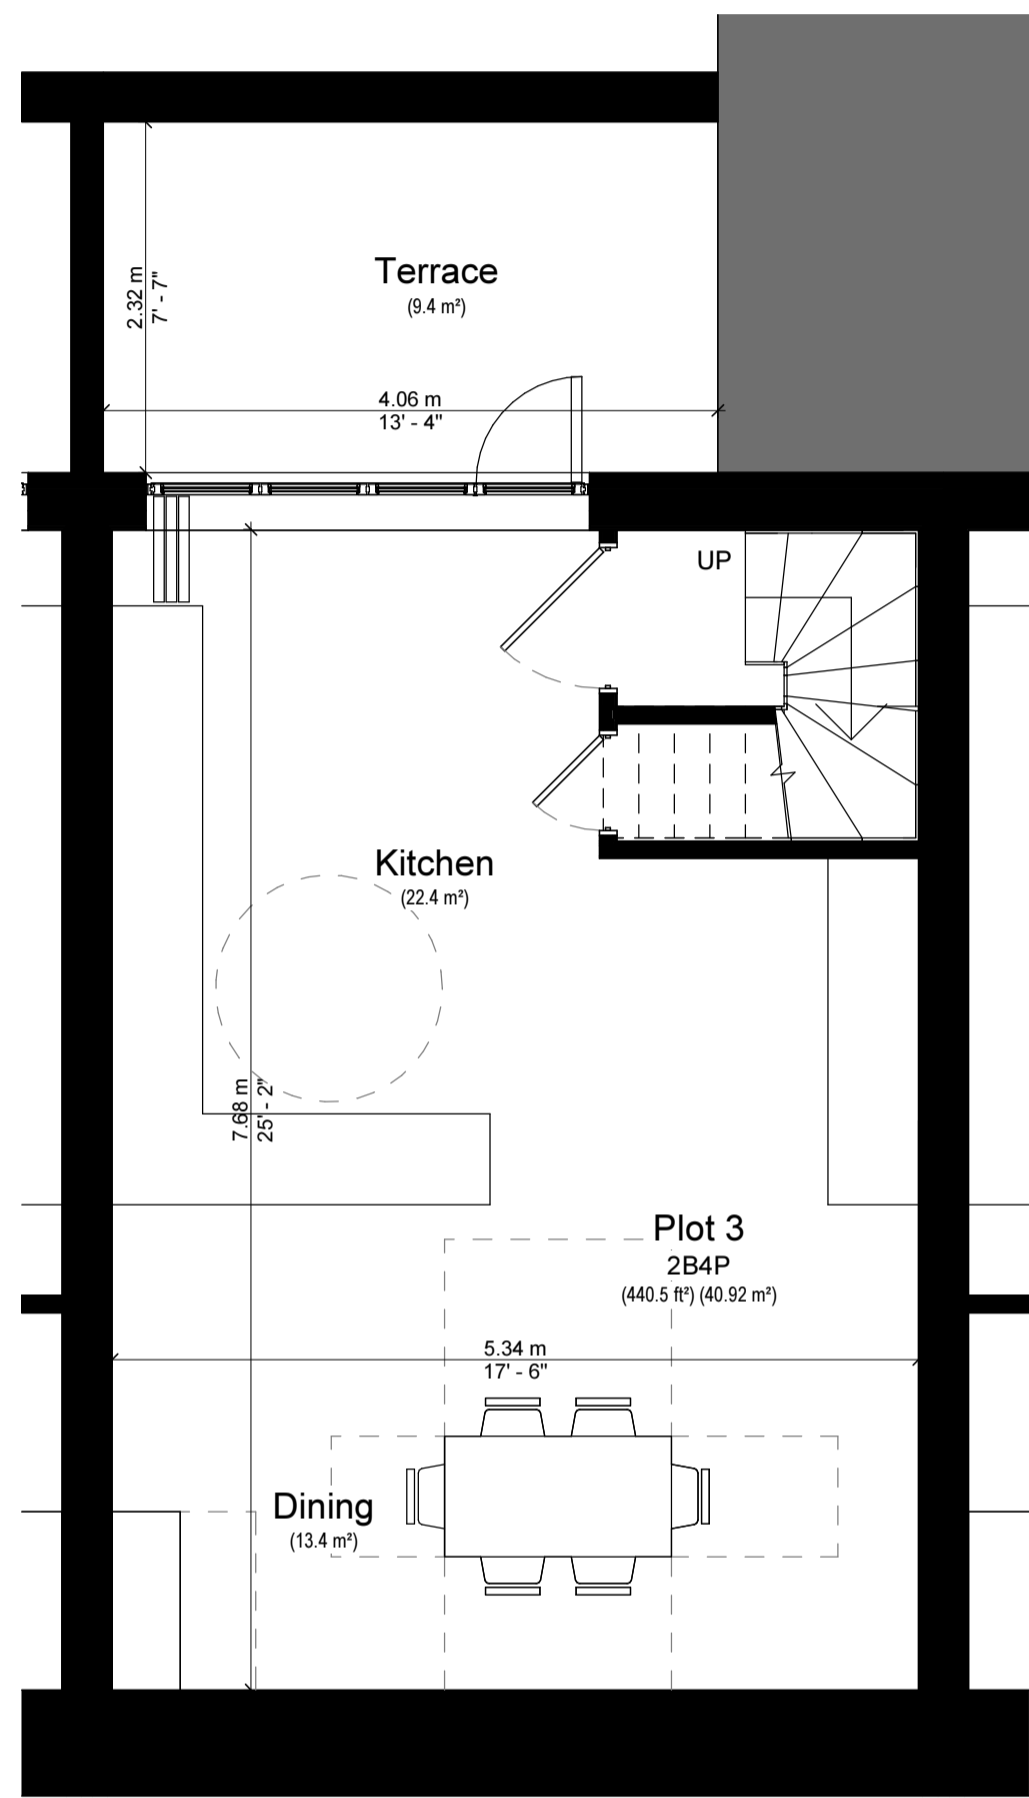 Terrace
(9.4 m²)
2.32 m
7' - 7"
4.06 m
13' - 4"
UP
Kitchen
(22.4 m²)
7.68 m
25' - 2"
Plot 3
2B4P
(440.5 ft²) (40.92 m²)
5.34 m
17' - 6"
Dining
(13.4 m²)